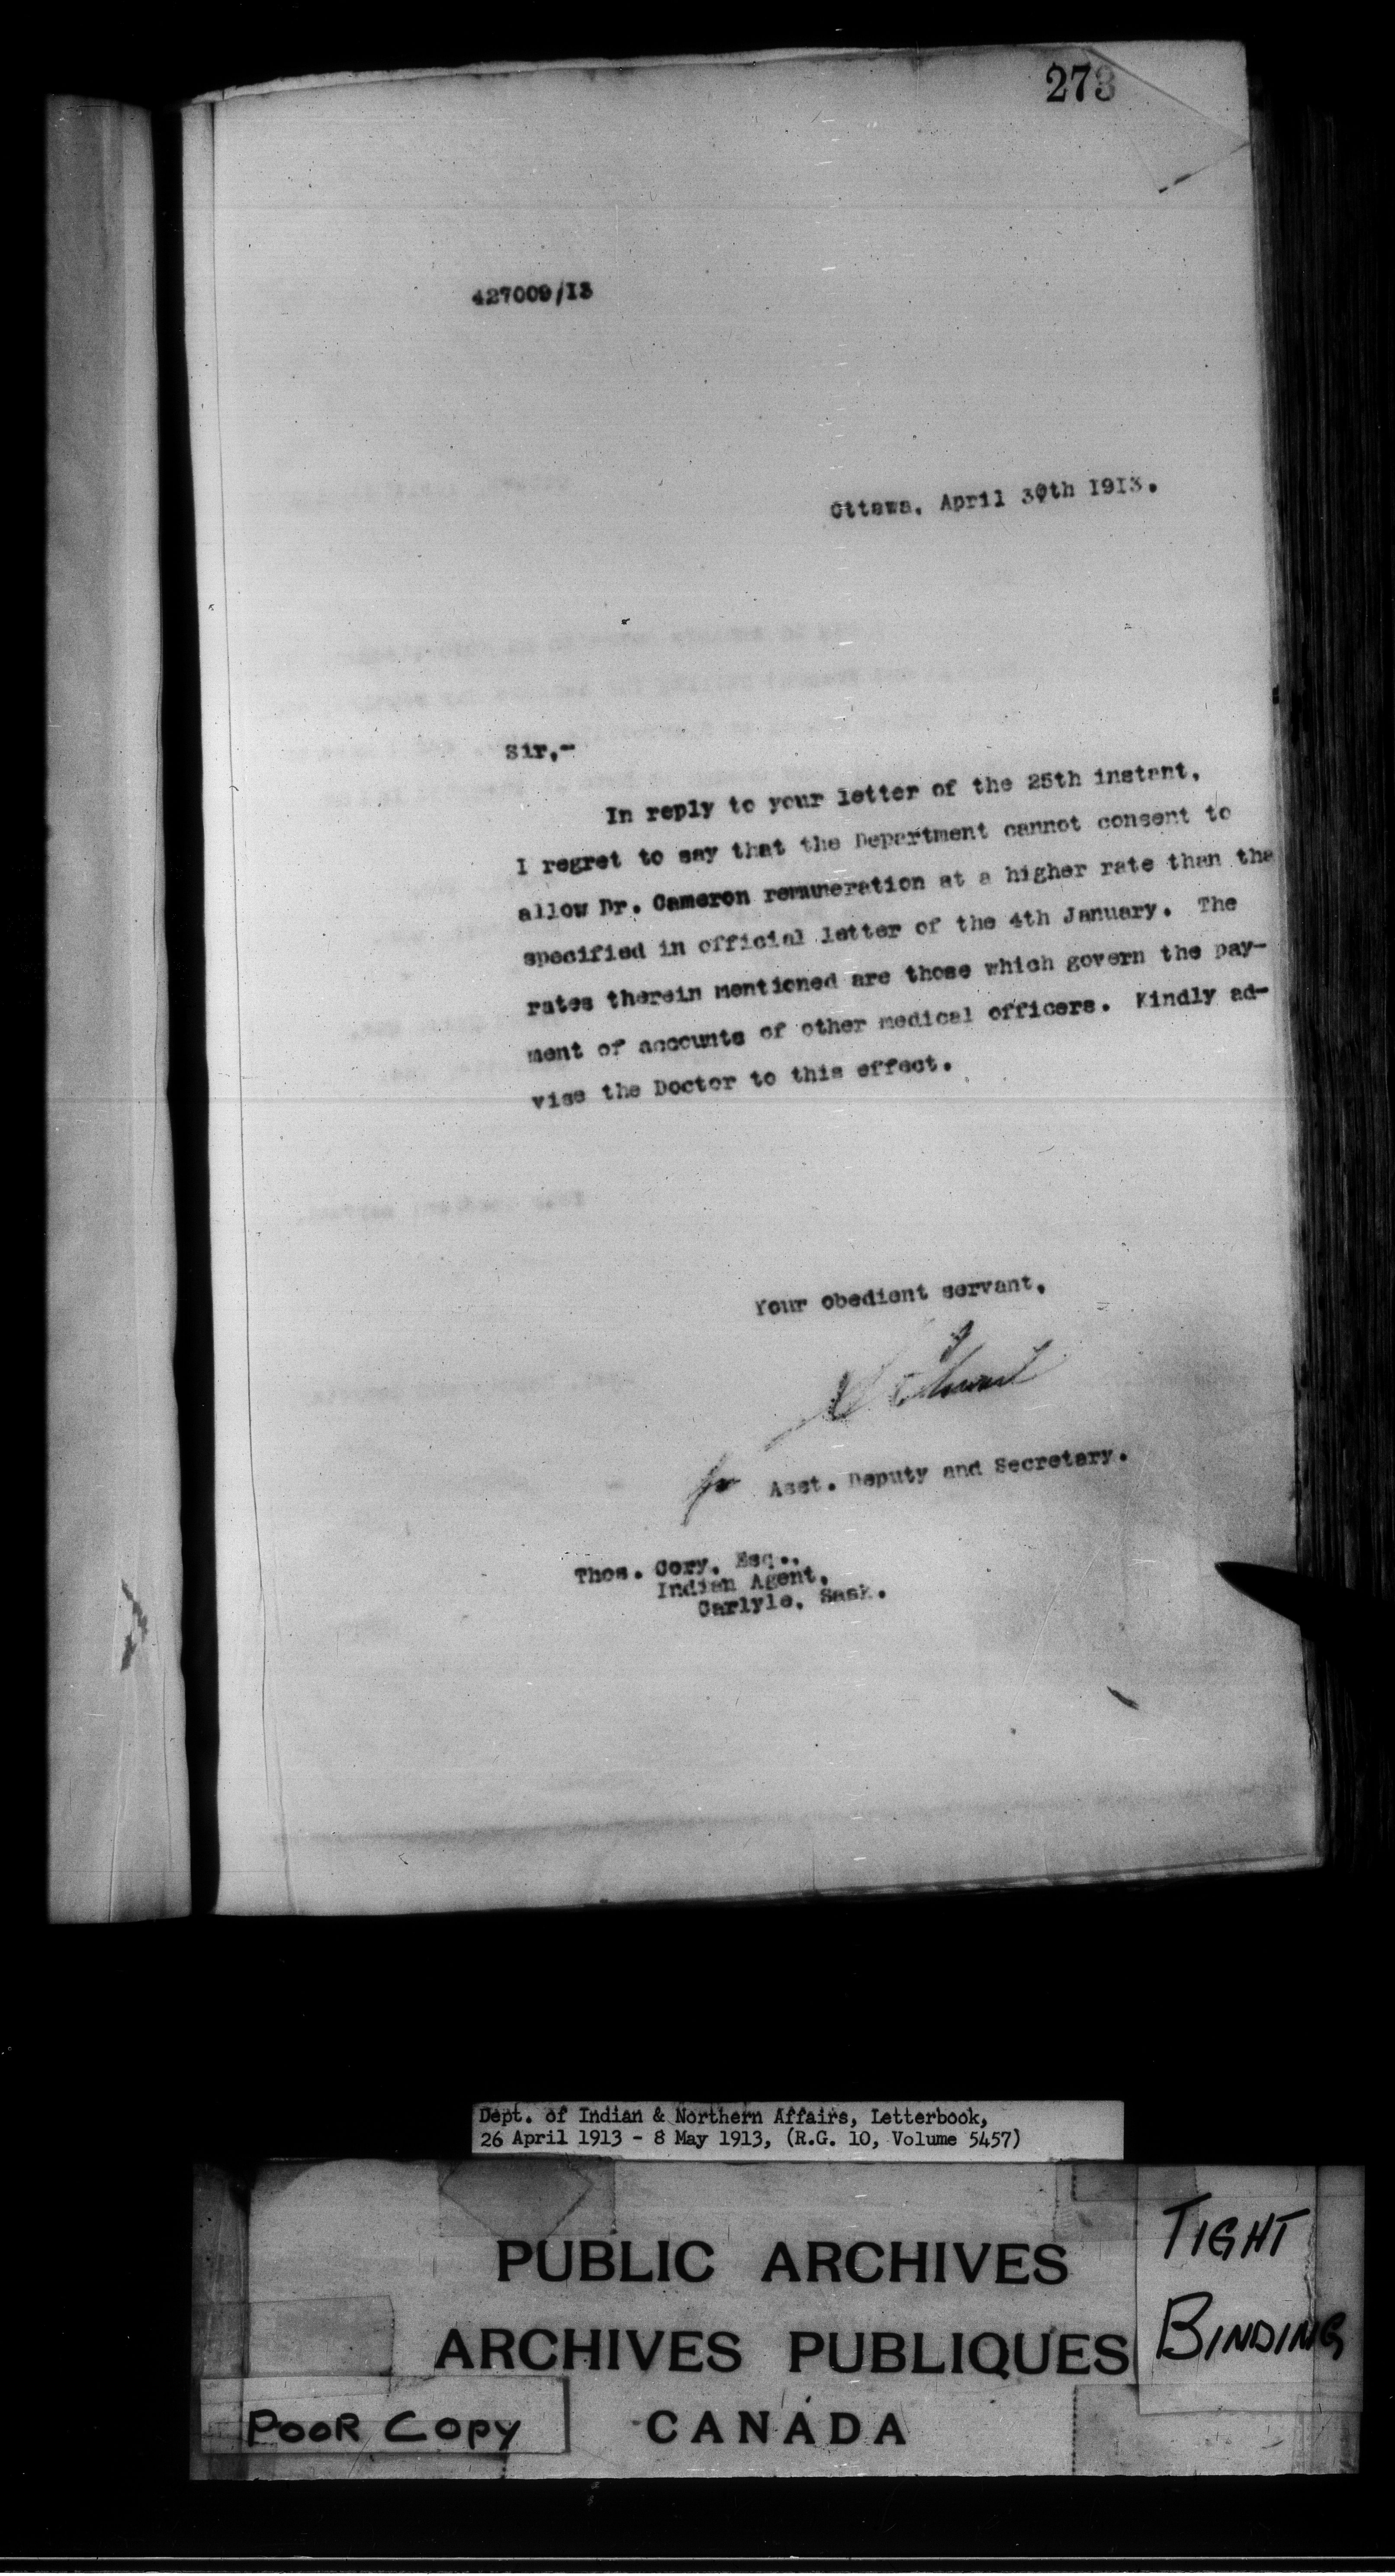 273
427009/13
Ottawa, April 30th 1913.
Sir,-
In reply to your letter of the 25th instant,
I regret to say that the Department cannot consent to
allow Dr. Cameron remuneration at a higher rate than tha
specified in official letter of the 4th January. The
rates therein mentioned are those which govern the pay-
ment of accounts of other medical officers. Kindly ad-
vise the Doctor to this effect.
Your obedient servant,
for Asst. Deputy and Secretary.
Thos. Cory, Esq.,
Indian Agent,
Carlyle, Sask.
Dept. of Indian & Northern Affairs, Letterbook,
26 April 1913 - 8 May 1913, (R.G. 10, Volume 5457)
PUBLIC ARCHIVES
ARCHIVES PUBLIQUES
CANADA
TIGHT
BINDING
POOR COPY